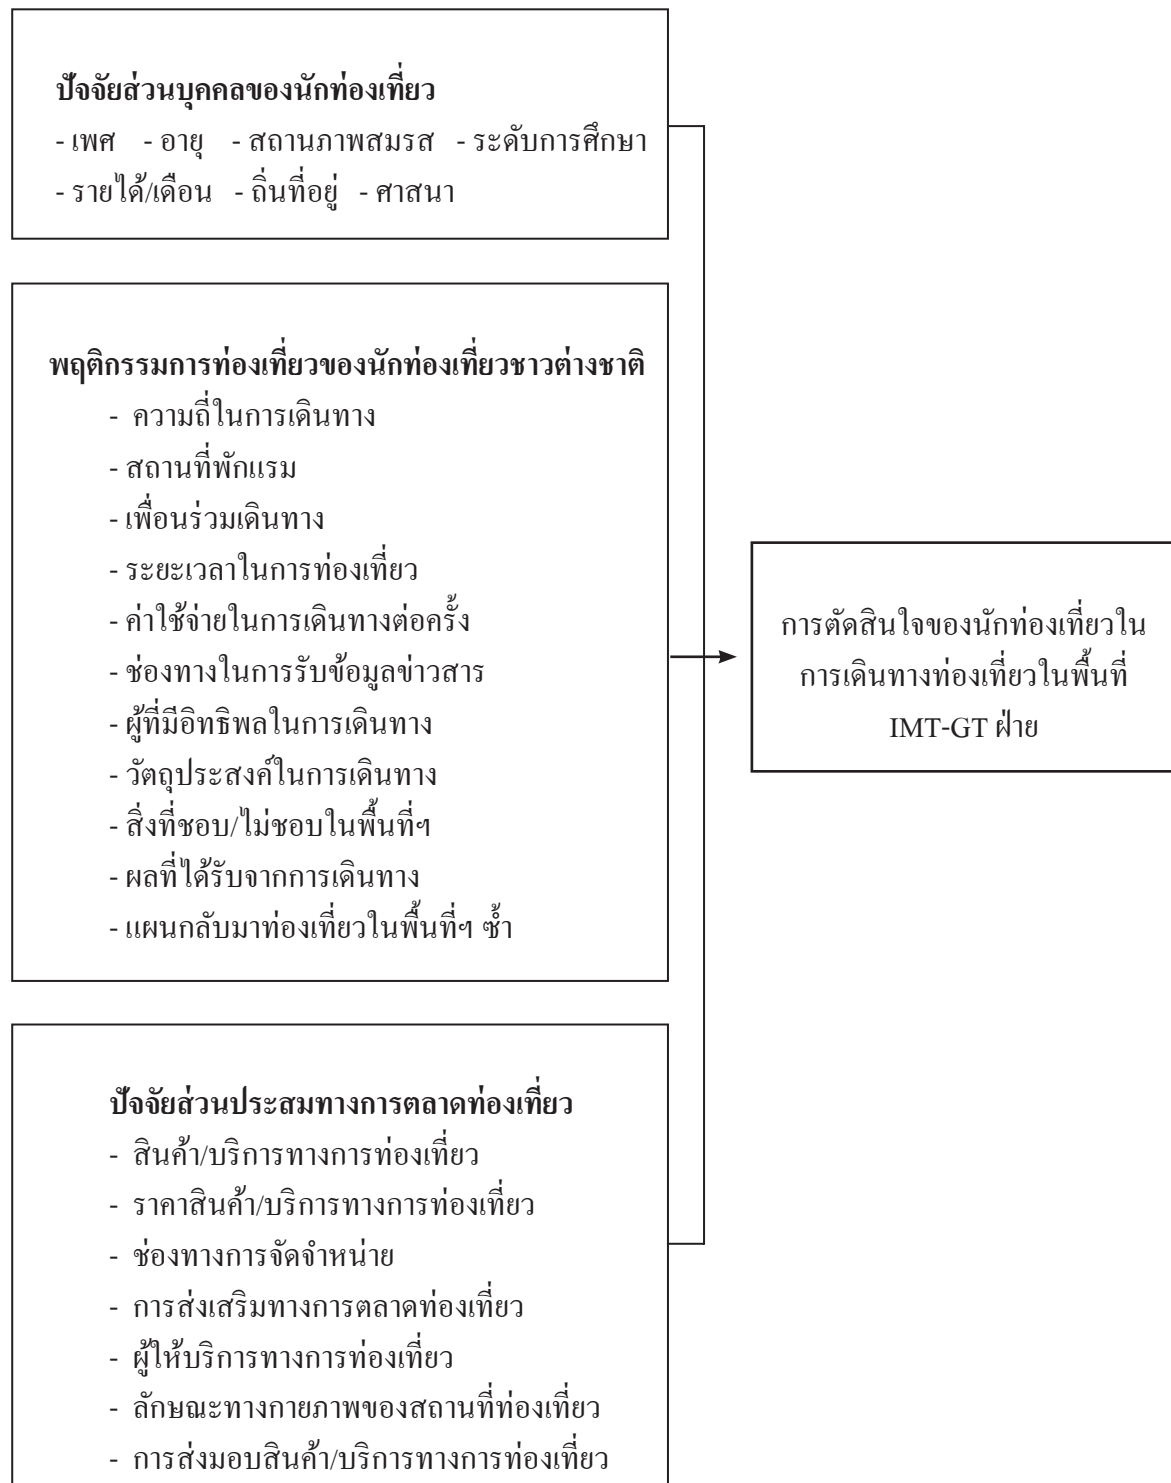 ปัจจัยส่วนบุคคลของนักท่องเที่ยว
- เพศ - อายุ - สถานภาพสมรส - ระดับการศึกษา
- รายได้/เดือน - ถิ่นที่อยู่ - ศาสนา
พฤติกรรมการท่องเที่ยวของนักท่องเที่ยวชาวต่างชาติ
- ความถี่ในการเดินทาง
- สถานที่พักแรม
- เพื่อนร่วมเดินทาง
- ระยะเวลาในการท่องเที่ยว
- ค่าใช้จ่ายในการเดินทางต่อครั้ง
- ช่องทางในการรับข้อมูลข่าวสาร
- ผู้ที่มีอิทธิพลในการเดินทาง
- วัตถุประสงค์ในการเดินทาง
- สิ่งที่ชอบ/ไม่ชอบในพื้นที่ฯ
- ผลที่ได้รับจากการเดินทาง
- แผนกลับมาท่องเที่ยวในพื้นที่ฯ ซ้ำ
ปัจจัยส่วนประสมทางการตลาดท่องเที่ยว
- สินค้า/บริการทางการท่องเที่ยว
- ราคาสินค้า/บริการทางการท่องเที่ยว
- ช่องทางการจัดจำหน่าย
- การส่งเสริมทางการตลาดท่องเที่ยว
- ผู้ให้บริการทางการท่องเที่ยว
- ลักษณะทางกายภาพของสถานที่ท่องเที่ยว
- การส่งมอบสินค้า/บริการทางการท่องเที่ยว
การตัดสินใจของนักท่องเที่ยวใน
การเดินทางท่องเที่ยวในพื้นที่
IMT-GT ฝ่าย